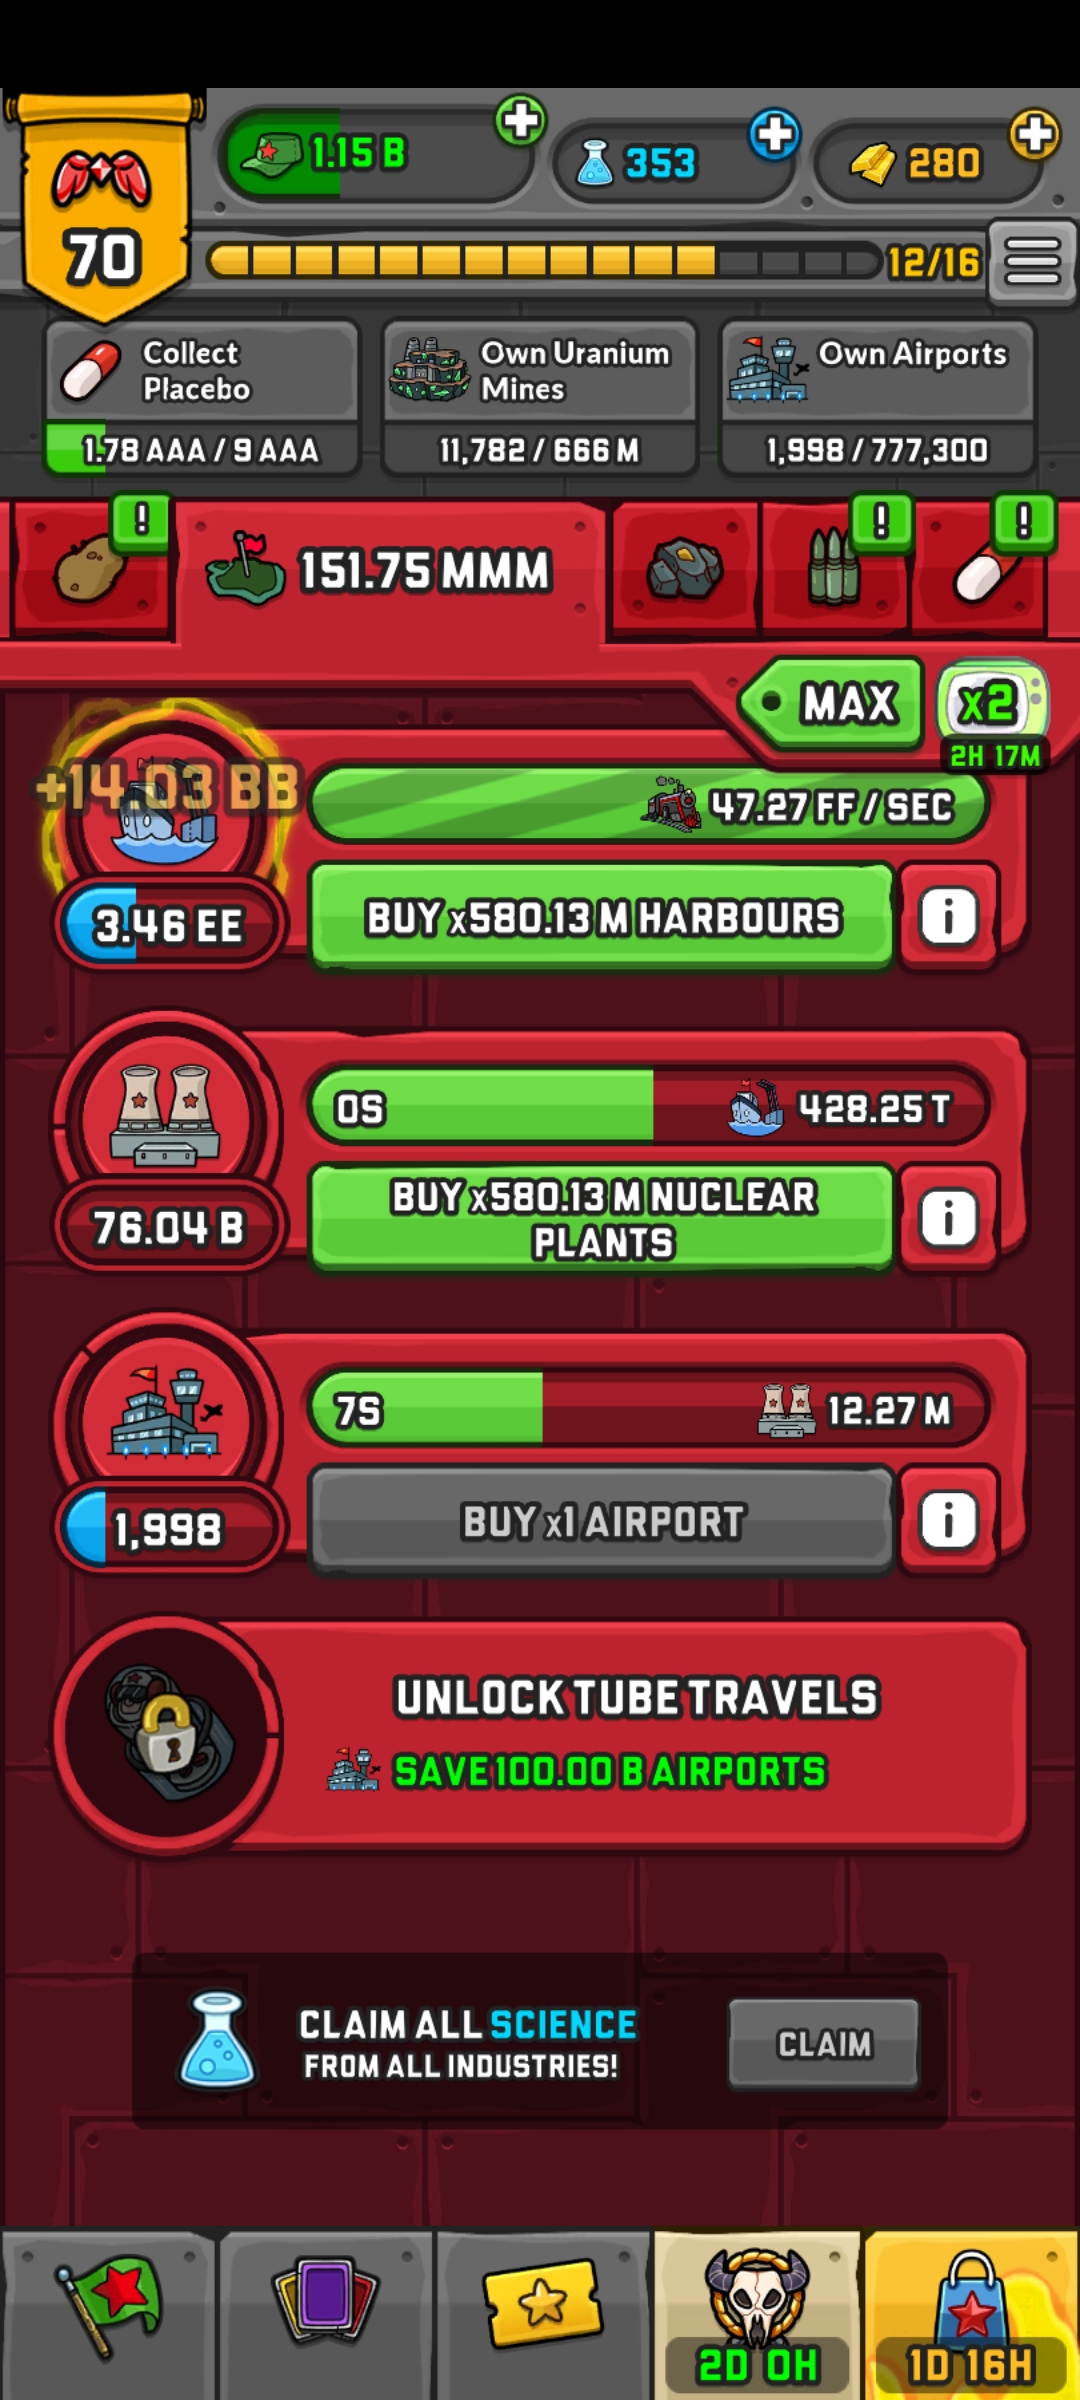 70
1.15 B
353
280
12/16
Collect
Placebo
1.78 AAA / 9 AAA
Own Uranium
Mines
11,782 / 666 M
Own Airports
1,998 / 777,300
!
151.75 MMM
!
!
MAX
x2
2H 17M
+14.03 BB
47.27 FF / SEC
3.46 EE
BUY x580.13 M HARBOURS
i
0S
428.25 T
76.04 B
BUY x580.13 M NUCLEAR
PLANTS
i
7S
12.27 M
1,998
BUY x1 AIRPORT
i
UNLOCK TUBE TRAVELS
SAVE 100.00 B AIRPORTS
CLAIM ALL SCIENCE
FROM ALL INDUSTRIES!
CLAIM
2D 0H
1D 16H